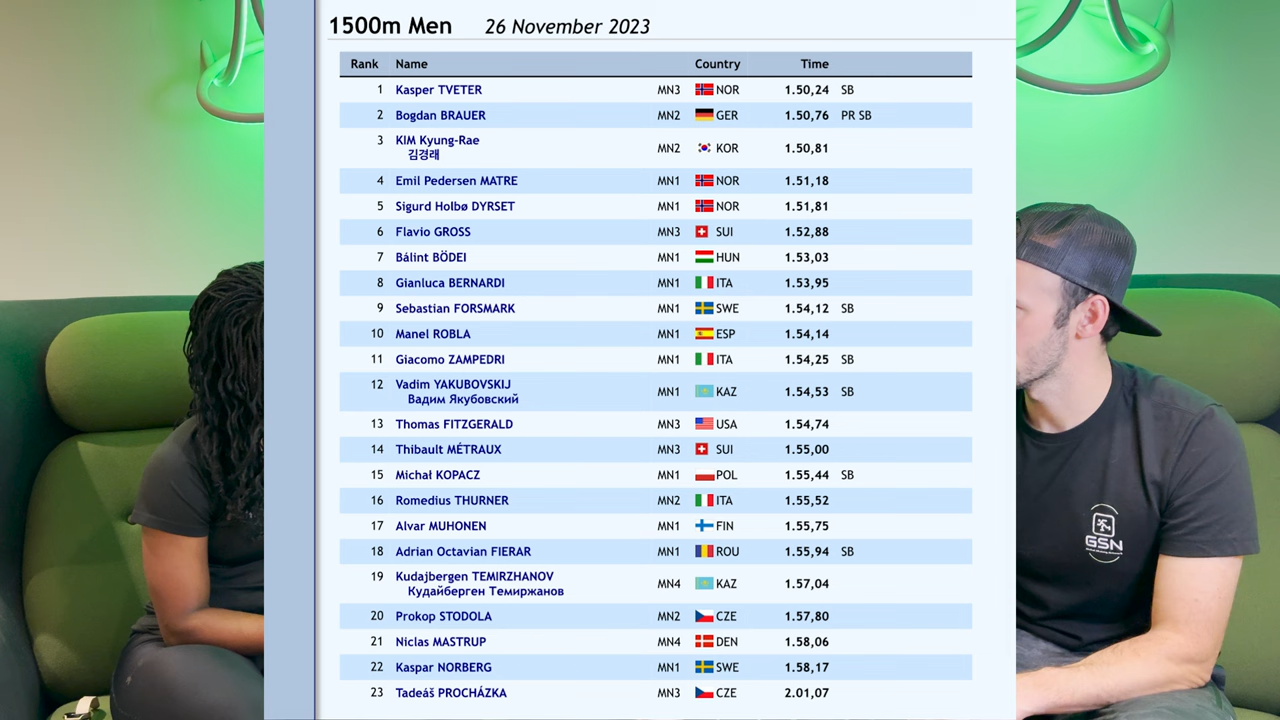 1500m Men 26 November 2023
Rank Name Country Time
1 Kasper TVETER MN3 NOR 1.50,24 SB
2 Bogdan BRAUER MN2 GER 1.50,76 PR SB
3 KIM Kyung-Rae MN2 KOR 1.50,81
김경래
4 Emil Pedersen MATRE MN1 NOR 1.51,18
5 Sigurd Holbø DYRSET MN1 NOR 1.51,81
6 Flavio GROSS MN3 SUI 1.52,88
7 Bálint BÖDEI MN1 HUN 1.53,03
8 Gianluca BERNARDI MN1 ITA 1.53,95
9 Sebastian FORSMARK MN1 SWE 1.54,12 SB
10 Manel ROBLA MN1 ESP 1.54,14
11 Giacomo ZAMPEDRI MN1 ITA 1.54,25 SB
12 Vadim YAKUBOVSKIJ MN1 KAZ 1.54,53 SB
Вадим Якубовский
13 Thomas FITZGERALD MN3 USA 1.54,74
14 Thibault MÉTRAUX MN3 SUI 1.55,00
15 Michał KOPACZ MN1 POL 1.55,44 SB
16 Romedius THURNER MN2 ITA 1.55,52
17 Alvar MUHONEN MN1 FIN 1.55,75
18 Adrian Octavian FIERAR MN1 ROU 1.55,94 SB
19 Kudajbergen TEMIRZHANOV MN4 KAZ 1.57,04
Кудайберген Темиржанов
20 Prokop STODOLA MN2 CZE 1.57,80
21 Niclas MASTRUP MN4 DEN 1.58,06
22 Kaspar NORBERG MN1 SWE 1.58,17
23 Tadeáš PROCHÁZKA MN3 CZE 2.01,07
GSN